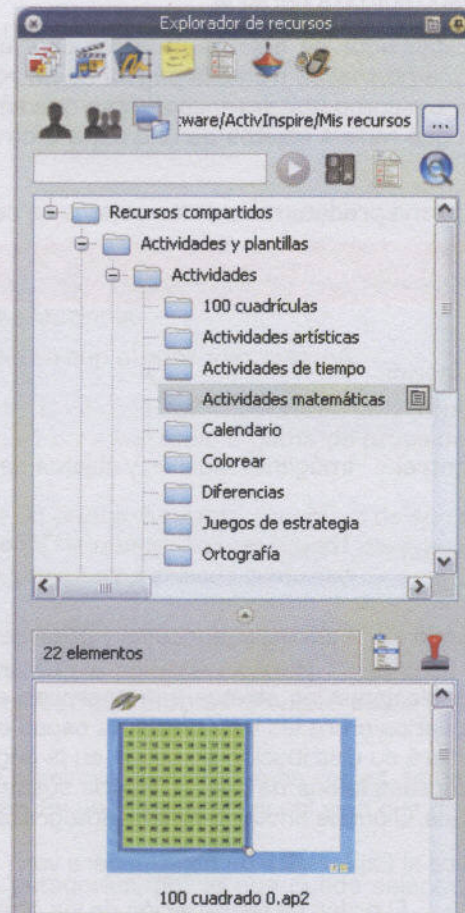 Explorador de recursos
:ware/ActivInspire/Mis recursos ...
Recursos compartidos
Actividades y plantillas
Actividades
100 cuadrículas
Actividades artísticas
Actividades de tiempo
Actividades matemáticas
Calendario
Colorear
Diferencias
Juegos de estrategia
Ortografía
22 elementos
100 cuadrado 0.ap2